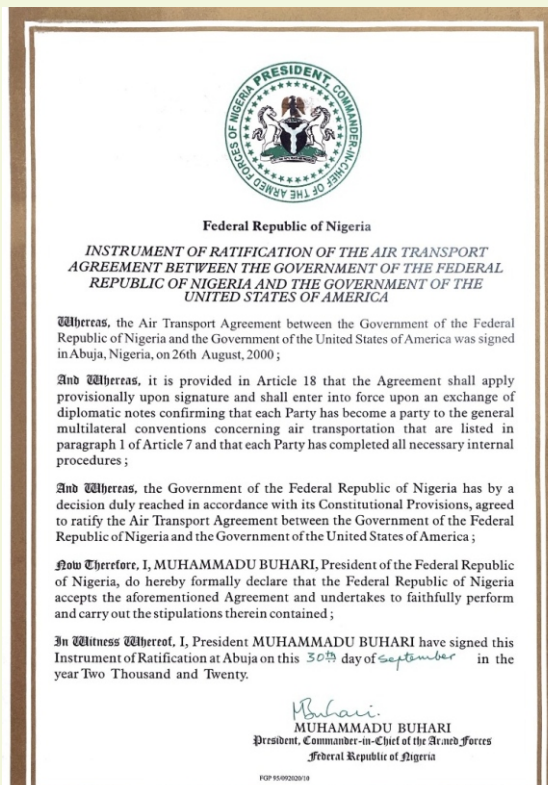 PRESIDENT, COMMANDER-IN-CHIEF OF THE ARMED FORCES OF NIGERIA
Federal Republic of Nigeria
INSTRUMENT OF RATIFICATION OF THE AIR TRANSPORT
AGREEMENT BETWEEN THE GOVERNMENT OF THE FEDERAL
REPUBLIC OF NIGERIA AND THE GOVERNMENT OF THE
UNITED STATES OF AMERICA
Whereas, the Air Transport Agreement between the Government of the Federal
Republic of Nigeria and the Government of the United States of America was signed
in Abuja, Nigeria, on 26th August, 2000 ;
And Whereas, it is provided in Article 18 that the Agreement shall apply
provisionally upon signature and shall enter into force upon an exchange of
diplomatic notes confirming that each Party has become a party to the general
multilateral conventions concerning air transportation that are listed in
paragraph 1 of Article 7 and that each Party has completed all necessary internal
procedures ;
And Whereas, the Government of the Federal Republic of Nigeria has by a
decision duly reached in accordance with its Constitutional Provisions, agreed
to ratify the Air Transport Agreement between the Government of the Federal
Republic of Nigeria and the Government of the United States of America ;
Now Therefore, I, MUHAMMADU BUHARI, President of the Federal Republic
of Nigeria, do hereby formally declare that the Federal Republic of Nigeria
accepts the aforementioned Agreement and undertakes to faithfully perform
and carry out the stipulations therein contained ;
In Witness Whereof, I, President MUHAMMADU BUHARI have signed this
Instrument of Ratification at Abuja on this 30th day of september in the
year Two Thousand and Twenty.
MBuhari.
MUHAMMADU BUHARI
President, Commander-in-Chief of the Armed Forces
Federal Republic of Nigeria
FGP 95/092020/10